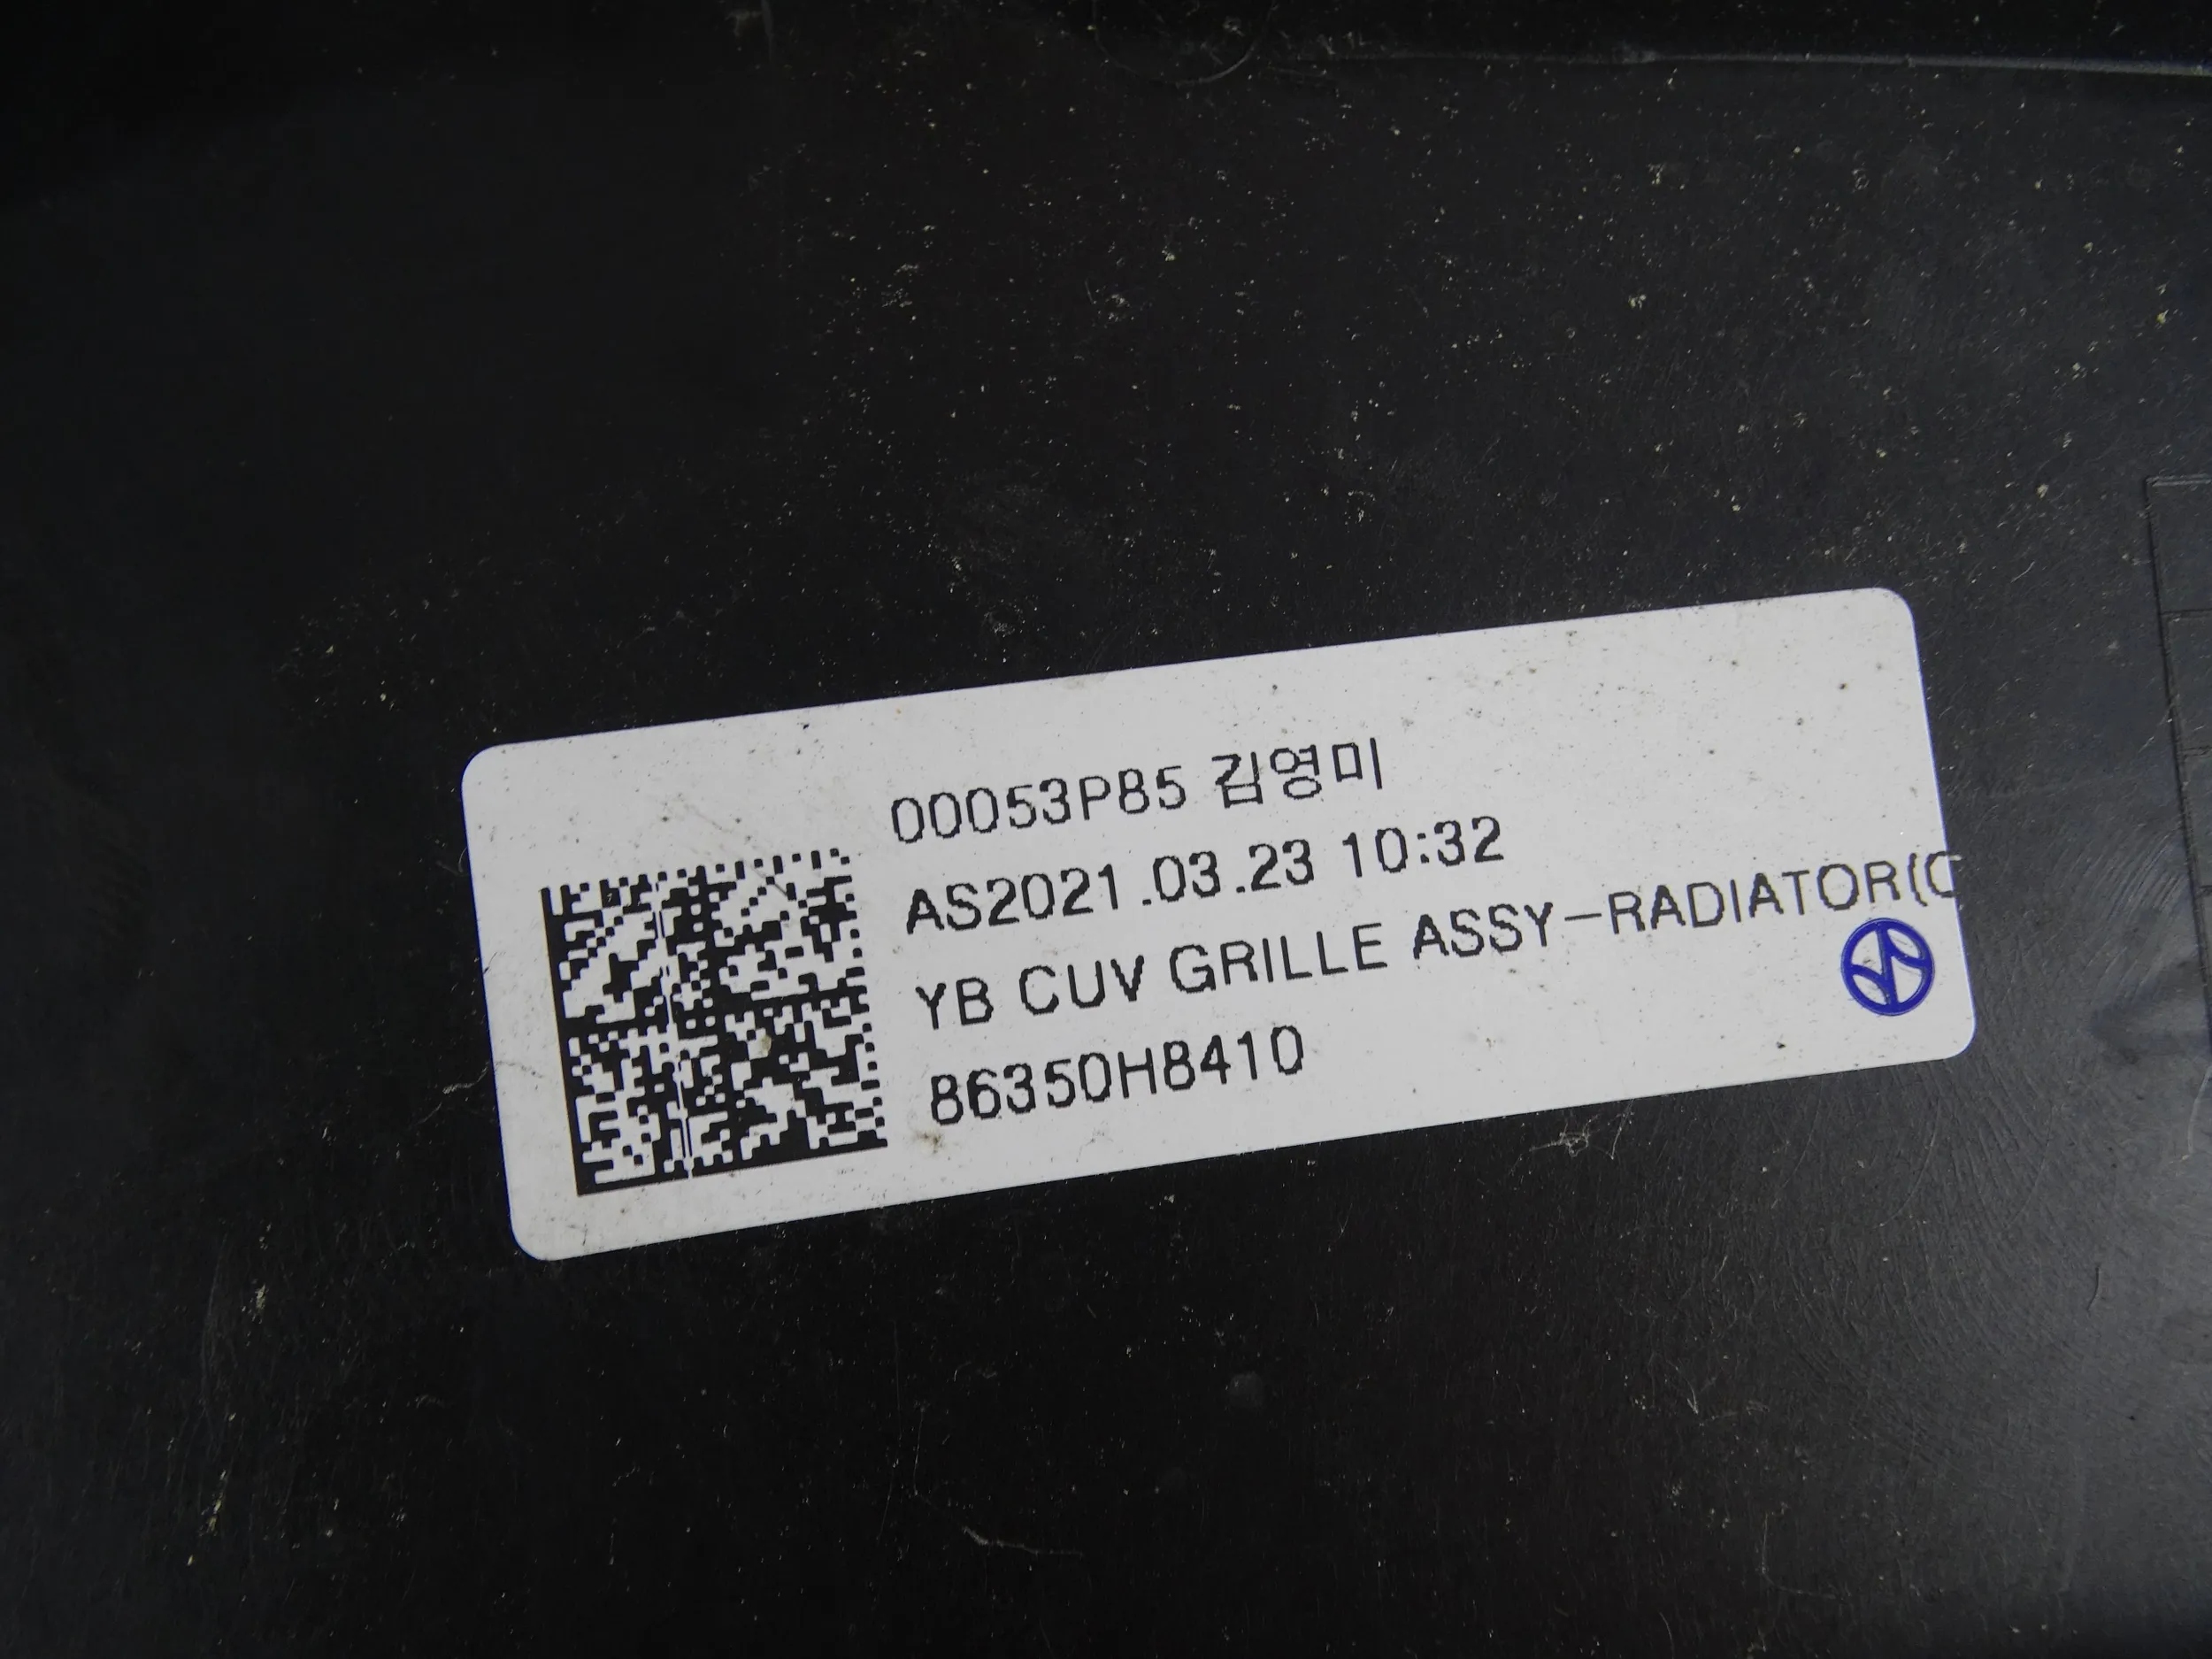 00053P85 김영미
AS2021.03.23 10:32
YB CUV GRILLE ASSY-RADIATOR(C
86350H8410